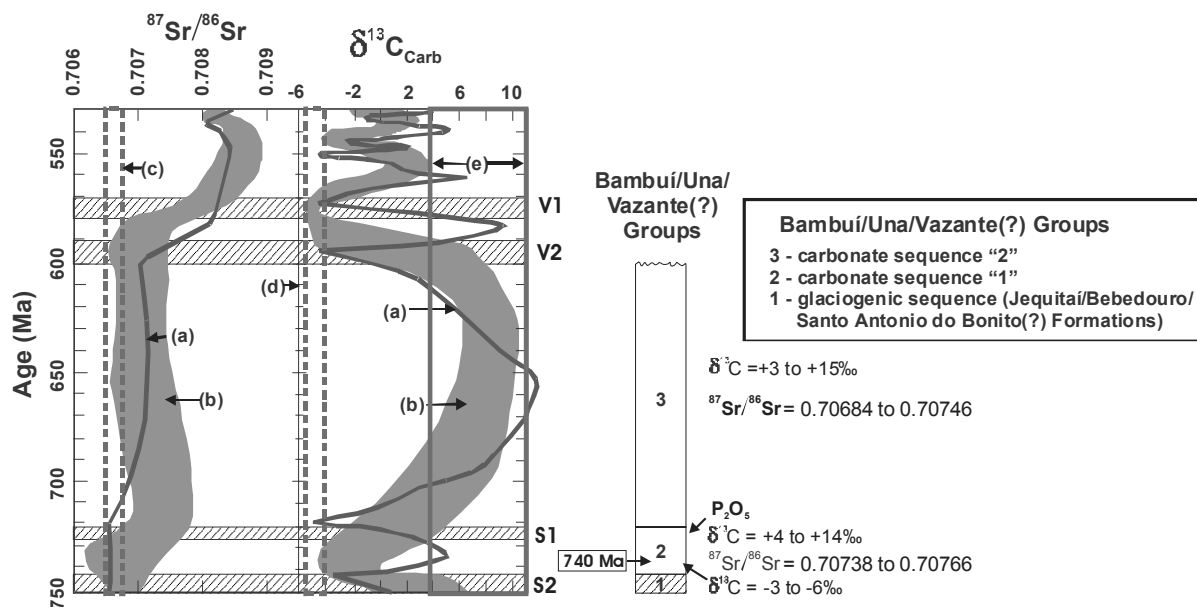 ⁸⁷Sr/⁸⁶Sr
δ¹³C Carb
0.706 0.707 0.708 0.709
-6 -2 2 6 10
Age (Ma)
550
600
650
700
750
(c)
(e)
(d)
(a)
(a)
(b)
(b)
V1
V2
S1
S2
Bambuí/Una/
Vazante(?)
Groups
3
2
1
740 Ma
Bambuí/Una/Vazante(?) Groups
3 - carbonate sequence “2”
2 - carbonate sequence “1”
1 - glaciogenic sequence (Jequitaí/Bebedouro/
Santo Antonio do Bonito(?) Formations)
δ¹³C =+3 to +15‰
⁸⁷Sr/⁸⁶Sr= 0.70684 to 0.70746
P₂O₅
δ¹³C = +4 to +14‰
⁸⁷Sr/⁸⁶Sr= 0.70738 to 0.70766
δ¹³C = -3 to -6‰